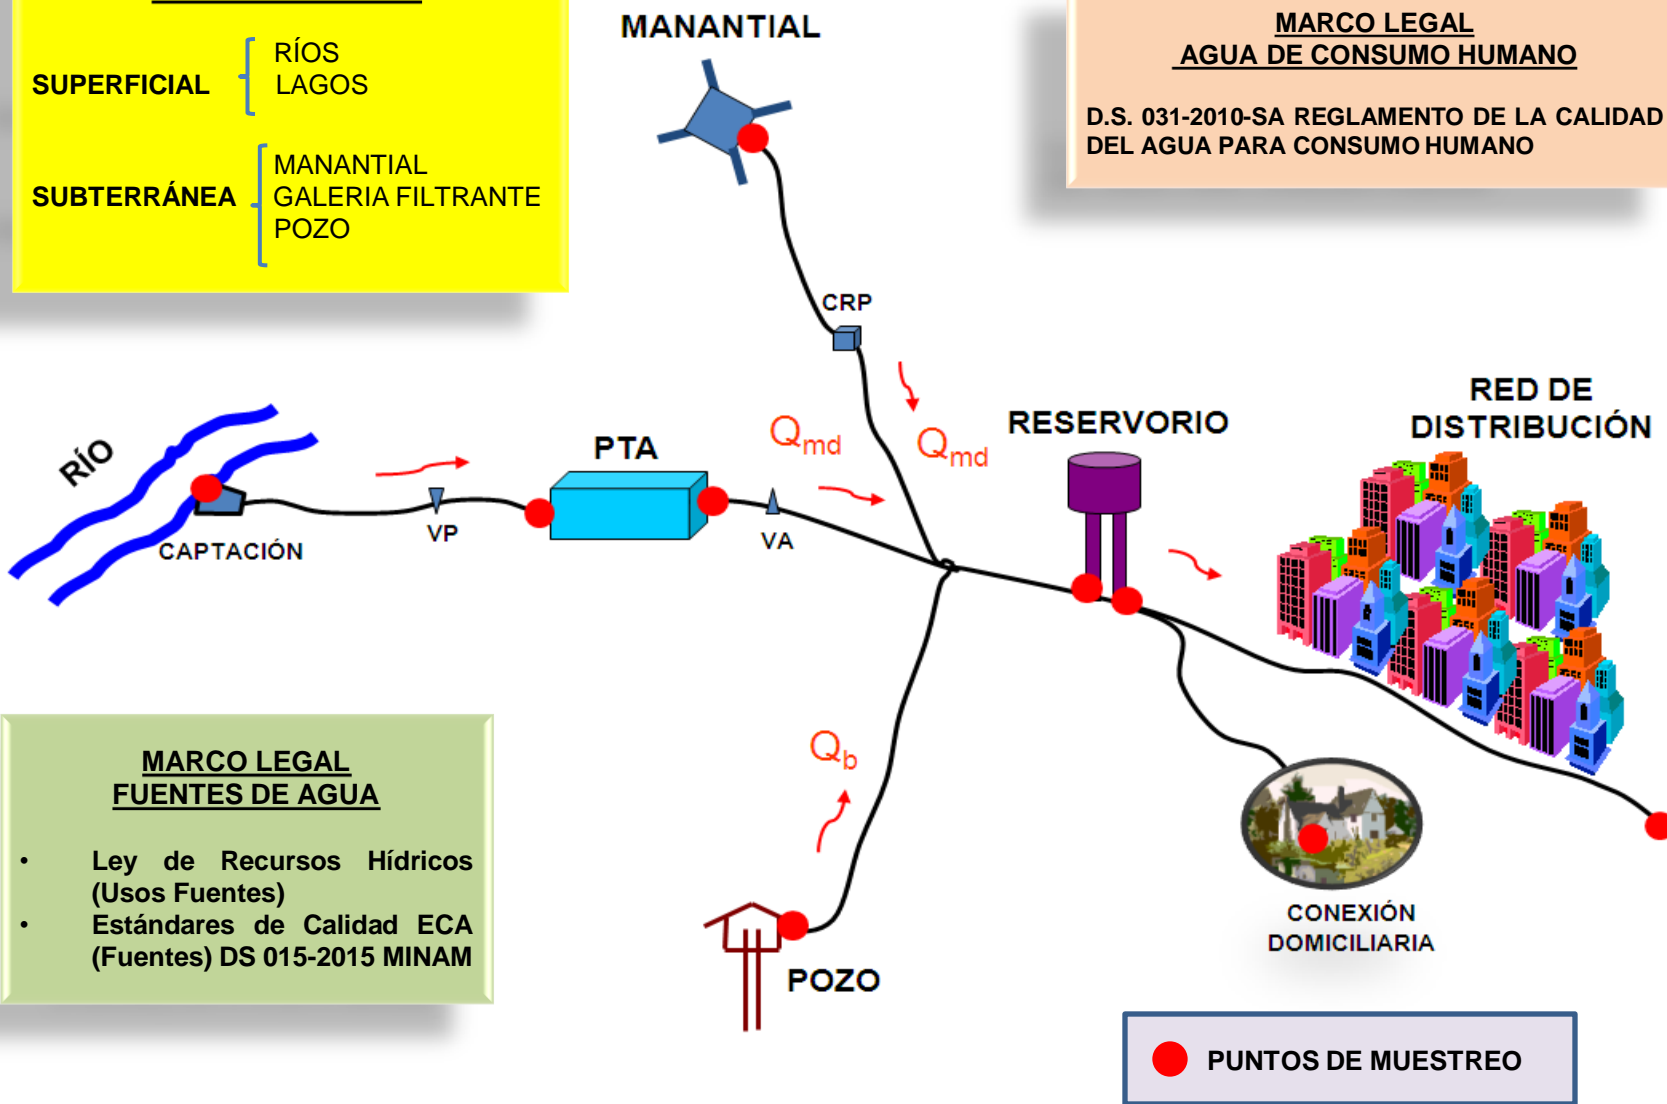 SUPERFICIAL
RÍOS
LAGOS
SUBTERRÁNEA
MANANTIAL
GALERIA FILTRANTE
POZO
MANANTIAL
MARCO LEGAL
AGUA DE CONSUMO HUMANO
D.S. 031-2010-SA REGLAMENTO DE LA CALIDAD
DEL AGUA PARA CONSUMO HUMANO
CRP
RÍO
CAPTACIÓN
VP
PTA
Qmd
VA
Qmd
RESERVORIO
RED DE
DISTRIBUCIÓN
MARCO LEGAL
FUENTES DE AGUA
• Ley de Recursos Hídricos
(Usos Fuentes)
• Estándares de Calidad ECA
(Fuentes) DS 015-2015 MINAM
Qb
POZO
CONEXIÓN
DOMICILIARIA
PUNTOS DE MUESTREO